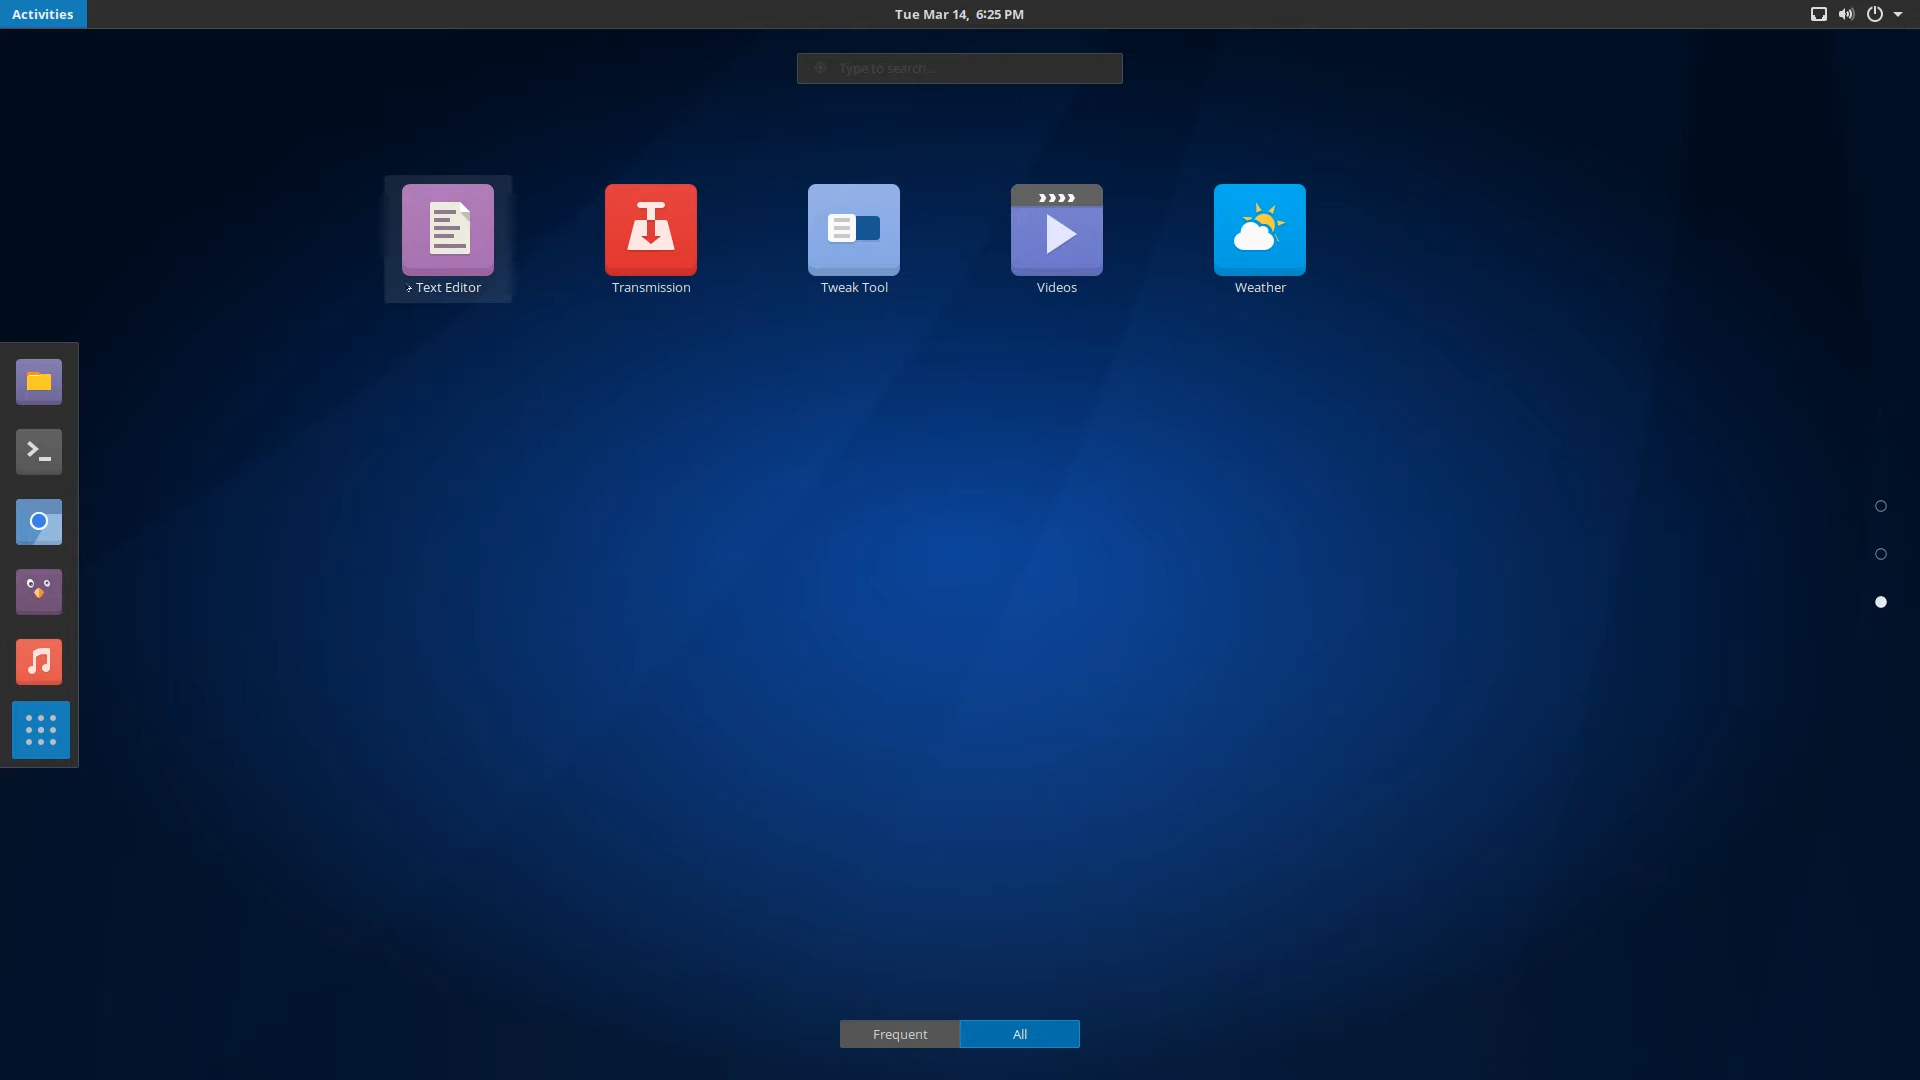 Activities
Tue Mar 14, 6:25 PM
Type to search...
Text Editor
Transmission
Tweak Tool
Videos
Weather
Frequent
All